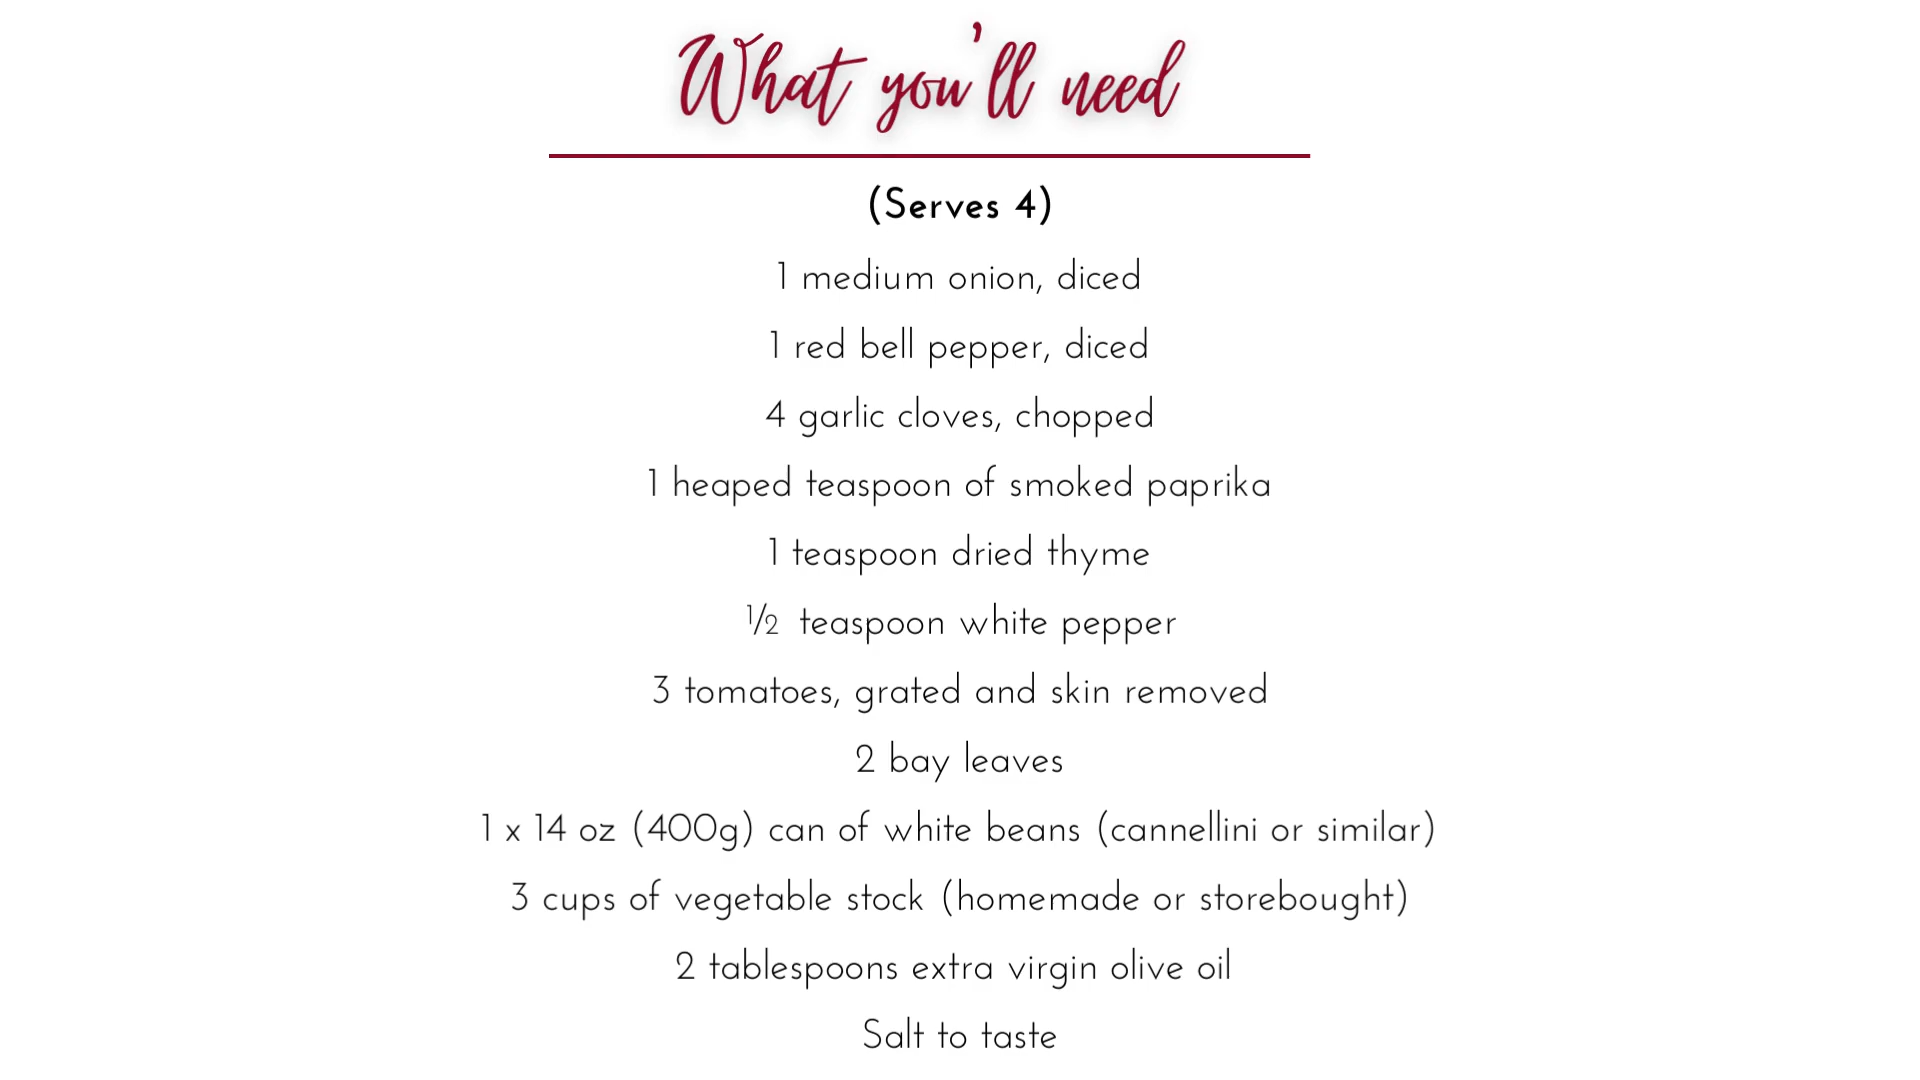 What you'll need
(Serves 4)
1 medium onion, diced
1 red bell pepper, diced
4 garlic cloves, chopped
1 heaped teaspoon of smoked paprika
1 teaspoon dried thyme
½ teaspoon white pepper
3 tomatoes, grated and skin removed
2 bay leaves
1 x 14 oz (400g) can of white beans (cannellini or similar)
3 cups of vegetable stock (homemade or storebought)
2 tablespoons extra virgin olive oil
Salt to taste